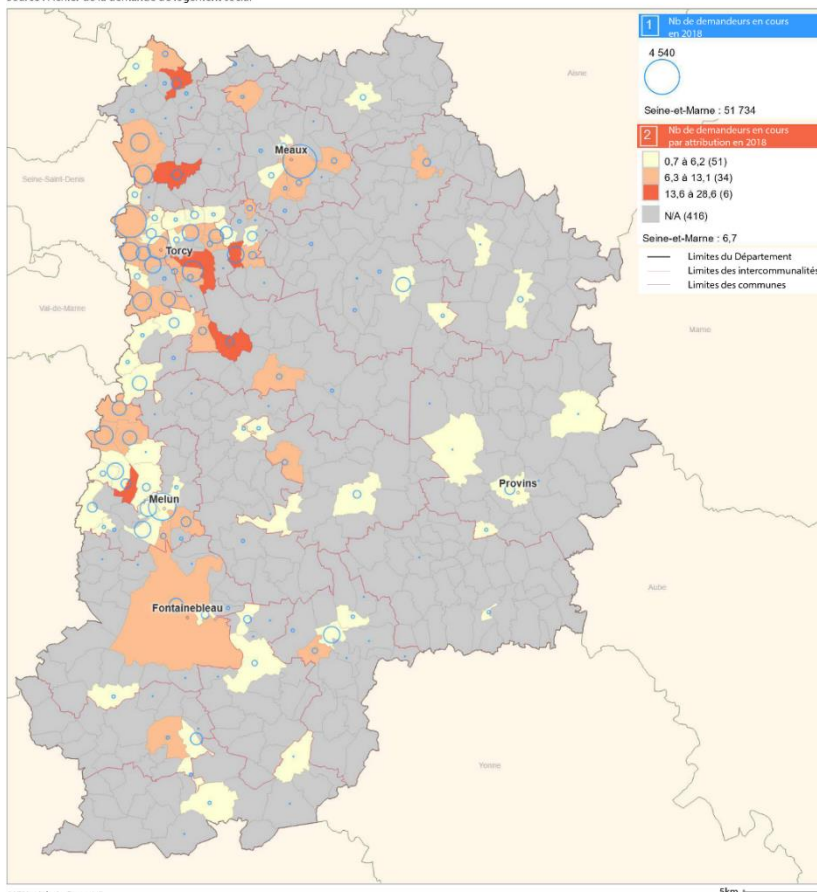 1 Nb de demandeurs en cours
en 2018
4 540
Seine-et-Marne : 51 734
2 Nb de demandeurs en cours
par attribution en 2018
0,7 à 6,2 (51)
6,3 à 13,1 (34)
13,6 à 28,6 (6)
N/A (416)
Seine-et-Marne : 6,7
Limites du Département
Limites des intercommunalités
Limites des communes
Aisne
Meaux
Seine-Saint-Denis
Torcy
Val-de-Marne
Marne
Provins
Melun
Aube
Fontainebleau
Yonne
5km